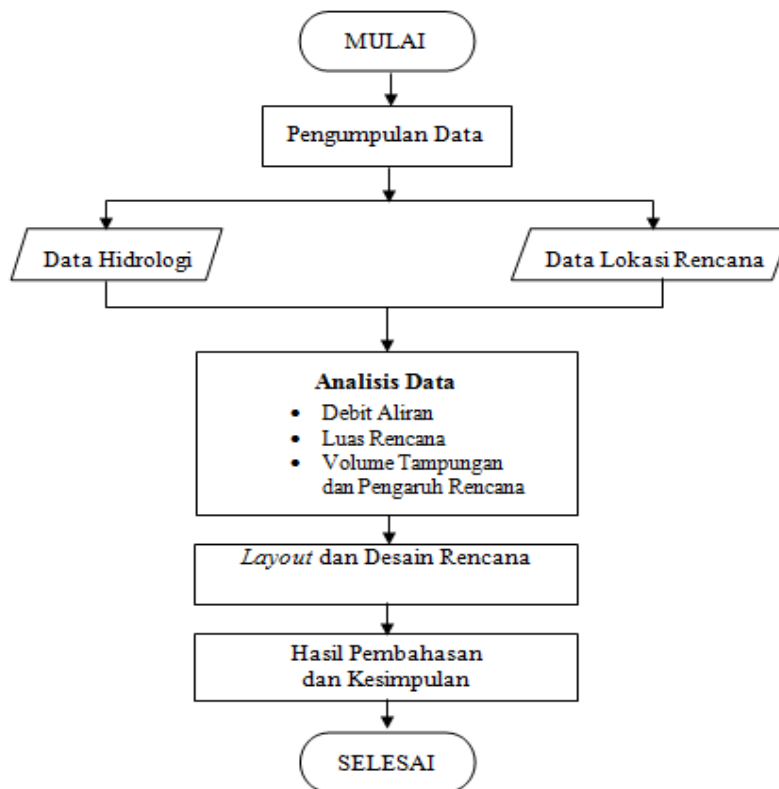 MULAI
Pengumpulan Data
Data Hidrologi
Data Lokasi Rencana
Analisis Data
• Debit Aliran
• Luas Rencana
• Volume Tampungan
dan Pengaruh Rencana
Layout dan Desain Rencana
Hasil Pembahasan
dan Kesimpulan
SELESAI